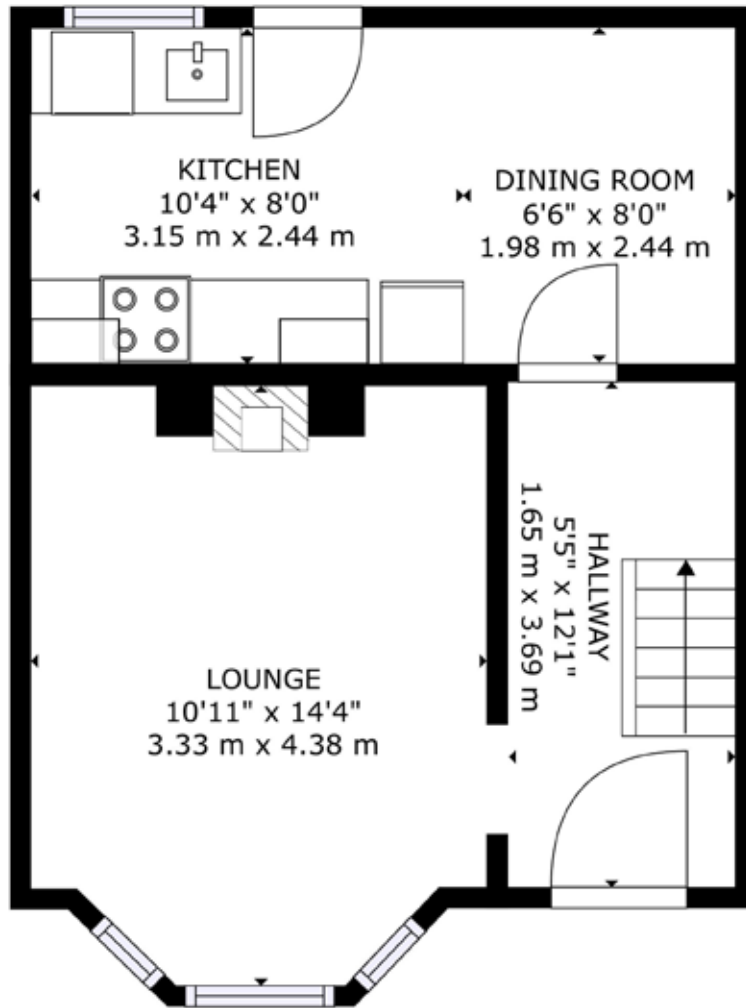 KITCHEN
10'4" x 8'0"
3.15 m x 2.44 m
DINING ROOM
6'6" x 8'0"
1.98 m x 2.44 m
HALLWAY
5'5" x 12'1"
1.65 m x 3.69 m
LOUNGE
10'11" x 14'4"
3.33 m x 4.38 m